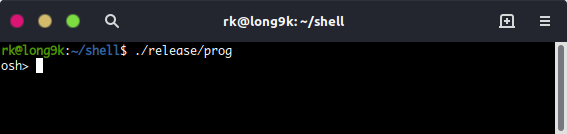 rk@long9k: ~/shell
rk@long9k:~/shell$ ./release/prog
osh>